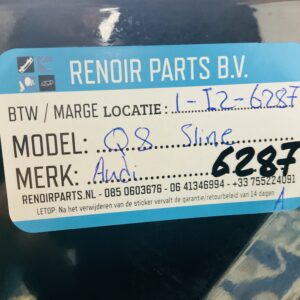 RENOIR PARTS B.V.
BTW / MARGE LOCATIE: 1-I2-6287
MODEL: Q8 Sline
MERK: Audi 6287
RENOIRPARTS.NL - 085 0603676 - 06 41346994 - +33 755224091
LETOP: Na het verwijderen van de sticker vervalt de garantie/retourbeleid van 14 dagen